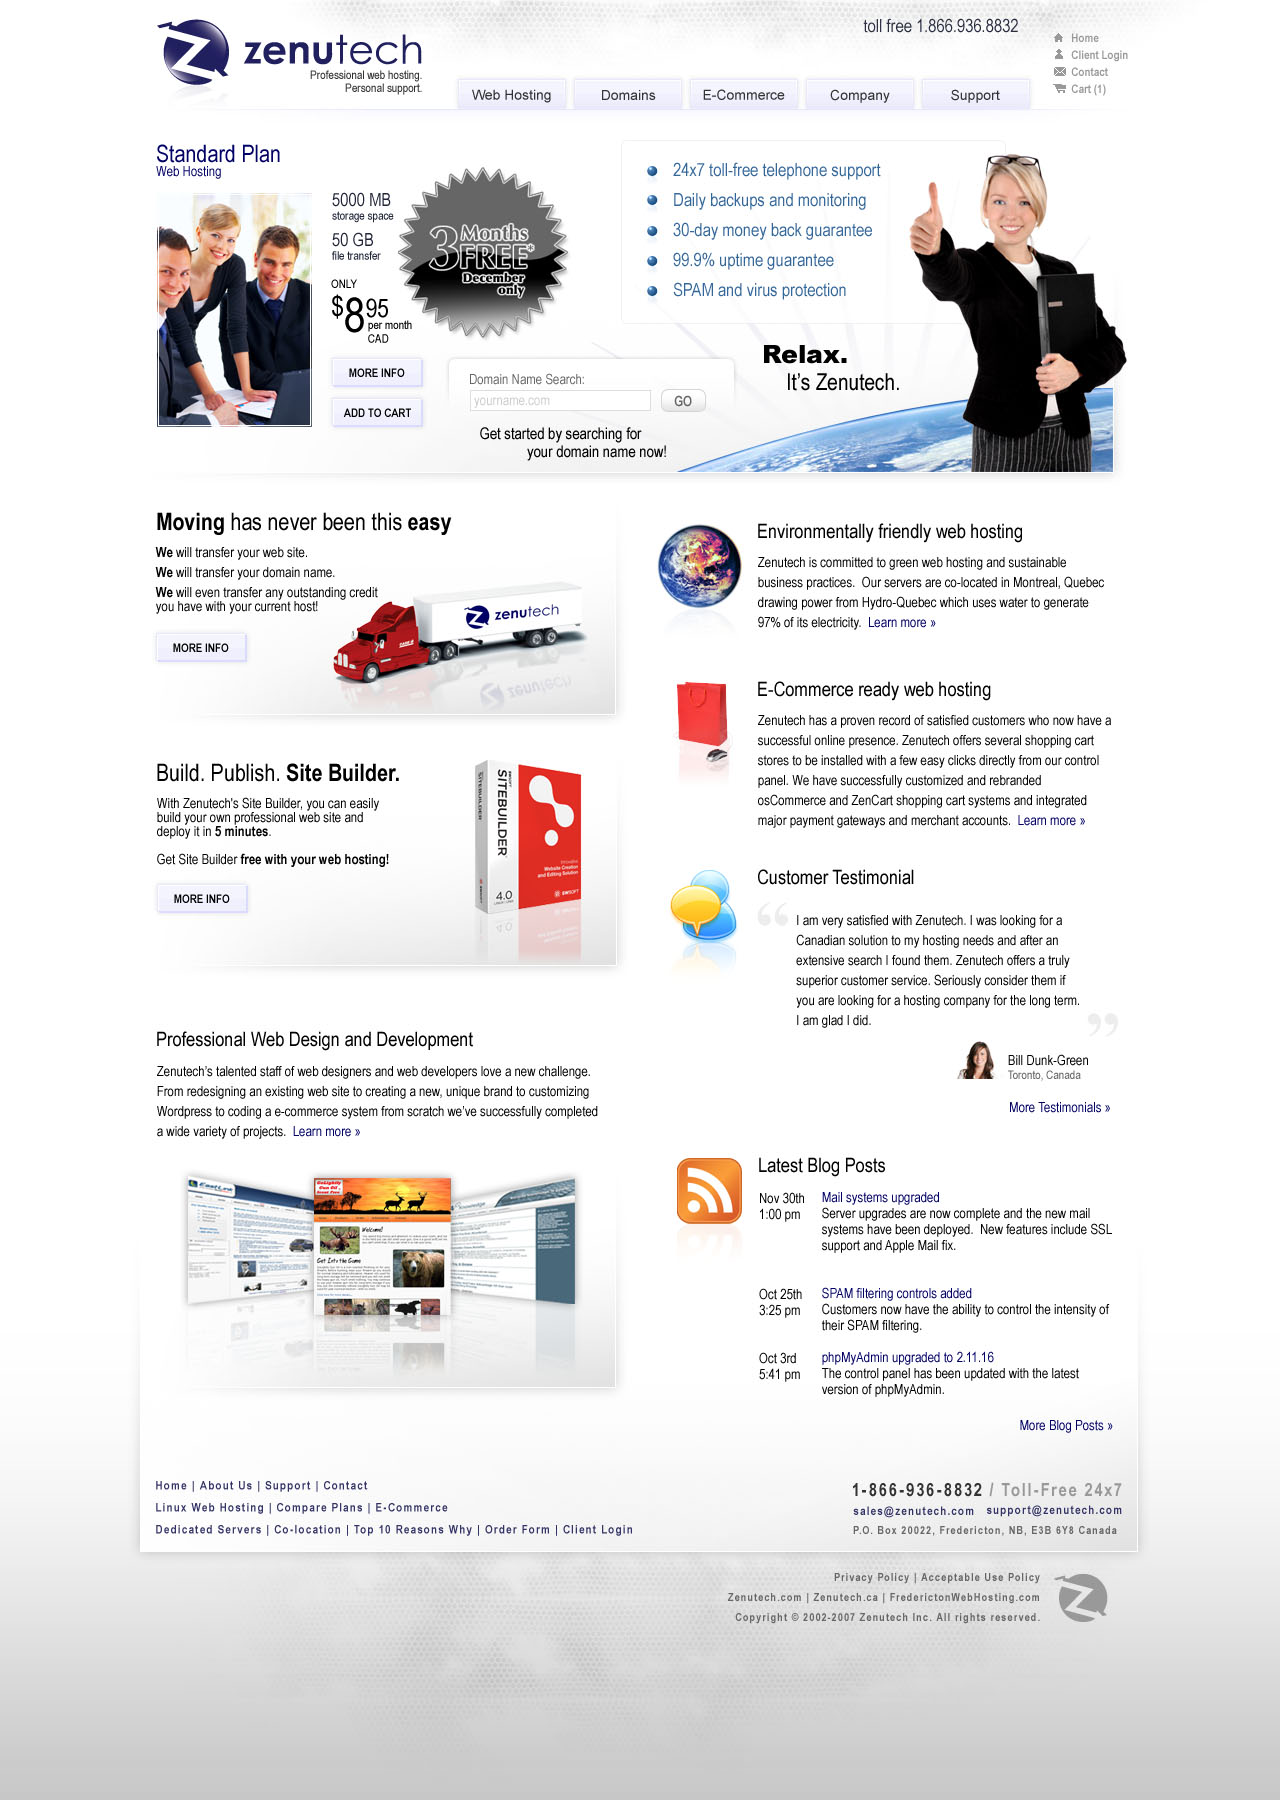 zenutech
Professional web hosting.
Personal support.
toll free 1.866.936.8832
Home
Client Login
Contact
Cart (1)
Web Hosting
Domains
E-Commerce
Company
Support
Standard Plan
Web Hosting
5000 MB
storage space
50 GB
file transfer
ONLY
$8 95
per month
CAD
MORE INFO
ADD TO CART
3 Months
FREE*
December
only
24x7 toll-free telephone support
Daily backups and monitoring
30-day money back guarantee
99.9% uptime guarantee
SPAM and virus protection
Relax.
It's Zenutech.
Domain Name Search:
yourname.com
GO
Get started by searching for
your domain name now!
Moving has never been this easy
We will transfer your web site.
We will transfer your domain name.
We will even transfer any outstanding credit
you have with your current host!
MORE INFO
zenutech
Build. Publish. Site Builder.
With Zenutech's Site Builder, you can easily
build your own professional web site and
deploy it in 5 minutes.
Get Site Builder free with your web hosting!
MORE INFO
SITEBUILDER
SITEBUILDER
4.0
Innovative
Website Creation
and Editing Solution
SWSOFT
Professional Web Design and Development
Zenutech's talented staff of web designers and web developers love a new challenge.
From redesigning an existing web site to creating a new, unique brand to customizing
Wordpress to coding a e-commerce system from scratch we've successfully completed
a wide variety of projects. Learn more »
EastLink
GoLightly
Welcome!
Get Into the Game
Knowledge
Environmentally friendly web hosting
Zenutech is committed to green web hosting and sustainable
business practices. Our servers are co-located in Montreal, Quebec
drawing power from Hydro-Quebec which uses water to generate
97% of its electricity. Learn more »
E-Commerce ready web hosting
Zenutech has a proven record of satisfied customers who now have a
successful online presence. Zenutech offers several shopping cart
stores to be installed with a few easy clicks directly from our control
panel. We have successfully customized and rebranded
osCommerce and ZenCart shopping cart systems and integrated
major payment gateways and merchant accounts. Learn more »
Customer Testimonial
“ I am very satisfied with Zenutech. I was looking for a
Canadian solution to my hosting needs and after an
extensive search I found them. Zenutech offers a truly
superior customer service. Seriously consider them if
you are looking for a hosting company for the long term.
I am glad I did. ”
Bill Dunk-Green
Toronto, Canada
More Testimonials »
Latest Blog Posts
Nov 30th
1:00 pm
Mail systems upgraded
Server upgrades are now complete and the new mail
systems have been deployed. New features include SSL
support and Apple Mail fix.
Oct 25th
3:25 pm
SPAM filtering controls added
Customers now have the ability to control the intensity of
their SPAM filtering.
Oct 3rd
5:41 pm
phpMyAdmin upgraded to 2.11.16
The control panel has been updated with the latest
version of phpMyAdmin.
More Blog Posts »
Home | About Us | Support | Contact
Linux Web Hosting | Compare Plans | E-Commerce
Dedicated Servers | Co-location | Top 10 Reasons Why | Order Form | Client Login
1-866-936-8832 / Toll-Free 24x7
sales@zenutech.com support@zenutech.com
P.O. Box 20022, Fredericton, NB, E3B 6Y8 Canada
Privacy Policy | Acceptable Use Policy
Zenutech.com | Zenutech.ca | FrederictonWebHosting.com
Copyright © 2002-2007 Zenutech Inc. All rights reserved.